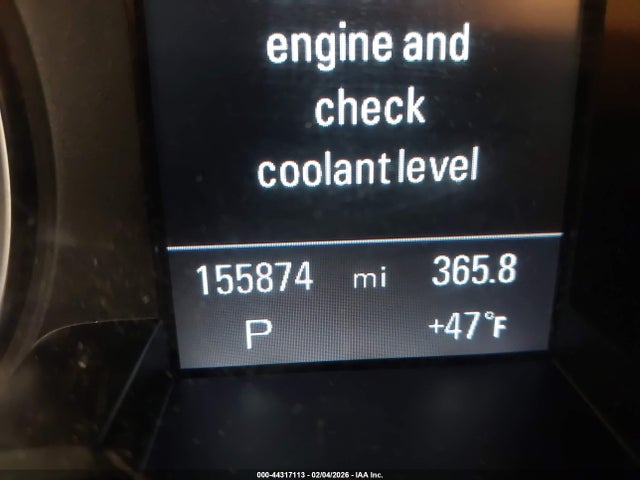 engine and
check
coolant level
155874 mi 365.8
P +47°F
000-44317113 - 02/04/2026 - IAA Inc.